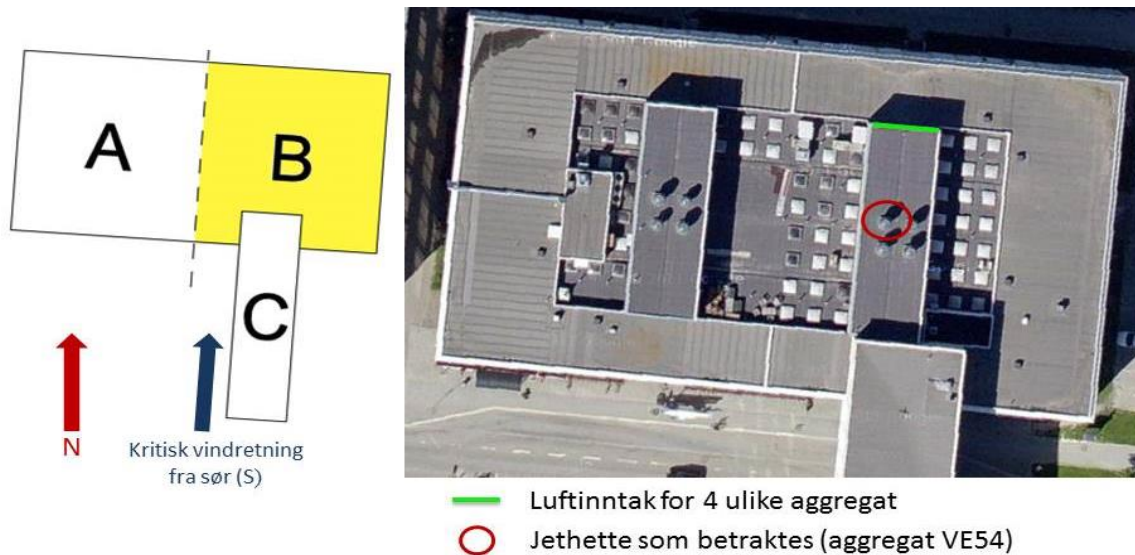 A
B
C
N
Kritisk vindretning
fra sør (S)
Luftinntak for 4 ulike aggregat
Jethette som betraktes (aggregat VE54)